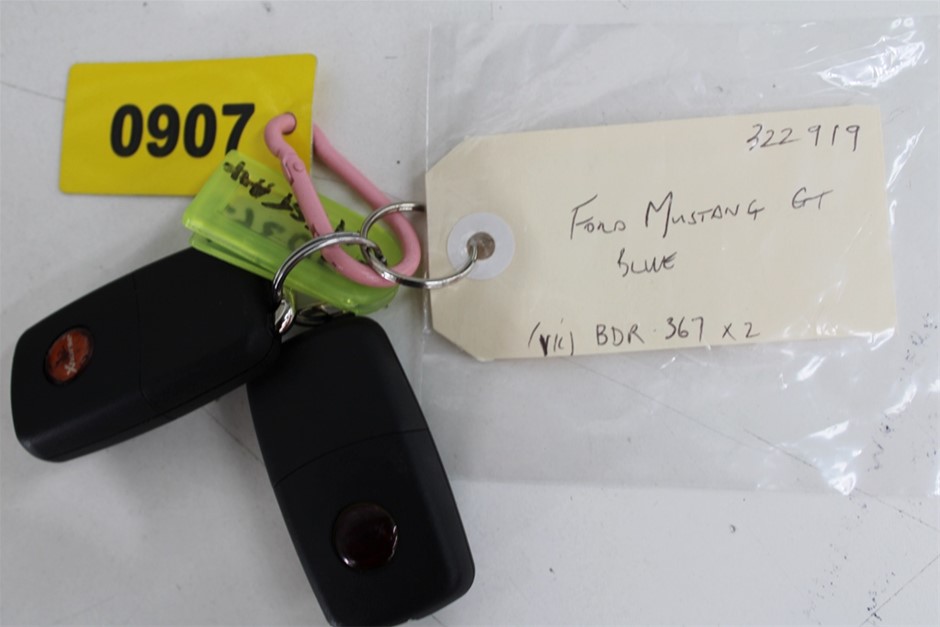 0907
322919
FORD MUSTANG GT
BLUE
(VIC) BDR·367 x 2